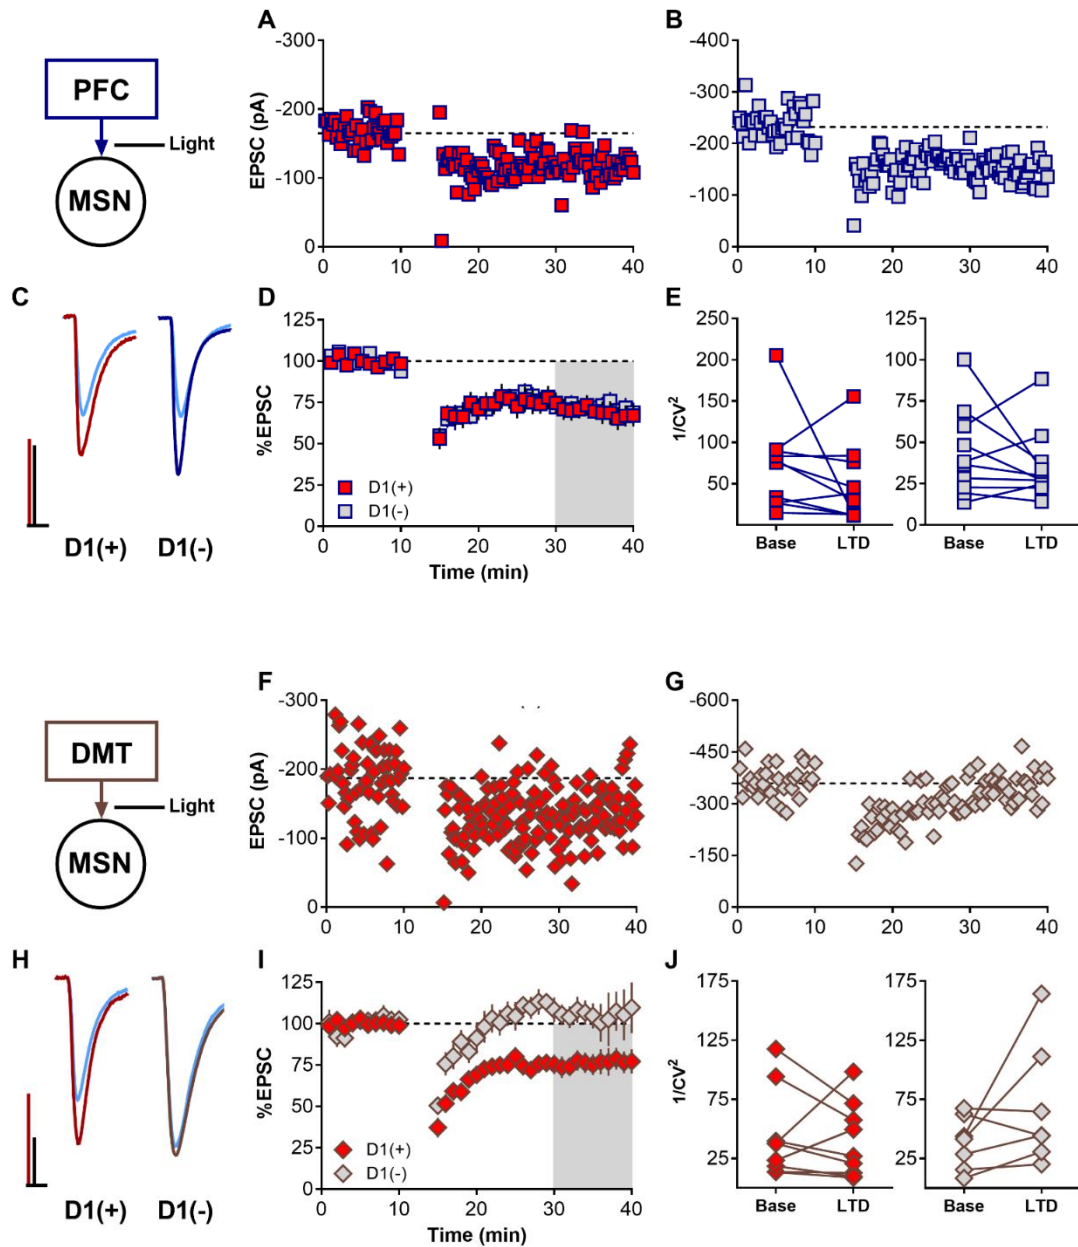 A
B
PFC
Light
MSN
EPSC (pA)
-300
-200
-100
0
0 10 20 30 40
-400
-300
-200
-100
0
0 10 20 30 40
C
D1(+) D1(-)
D
%EPSC
125
100
75
50
25
0
D1(+)
D1(-)
0 10 20 30 40
Time (min)
E
1/CV²
250
200
150
100
50
Base LTD
125
100
75
50
25
0
Base LTD
F
G
DMT
Light
MSN
EPSC (pA)
-300
-200
-100
0
0 10 20 30 40
-600
-450
-300
-150
0
0 10 20 30 40
H
D1(+) D1(-)
I
%EPSC
125
100
75
50
25
0
D1(+)
D1(-)
0 10 20 30 40
Time (min)
J
1/CV²
175
125
75
25
Base LTD
175
125
75
25
Base LTD